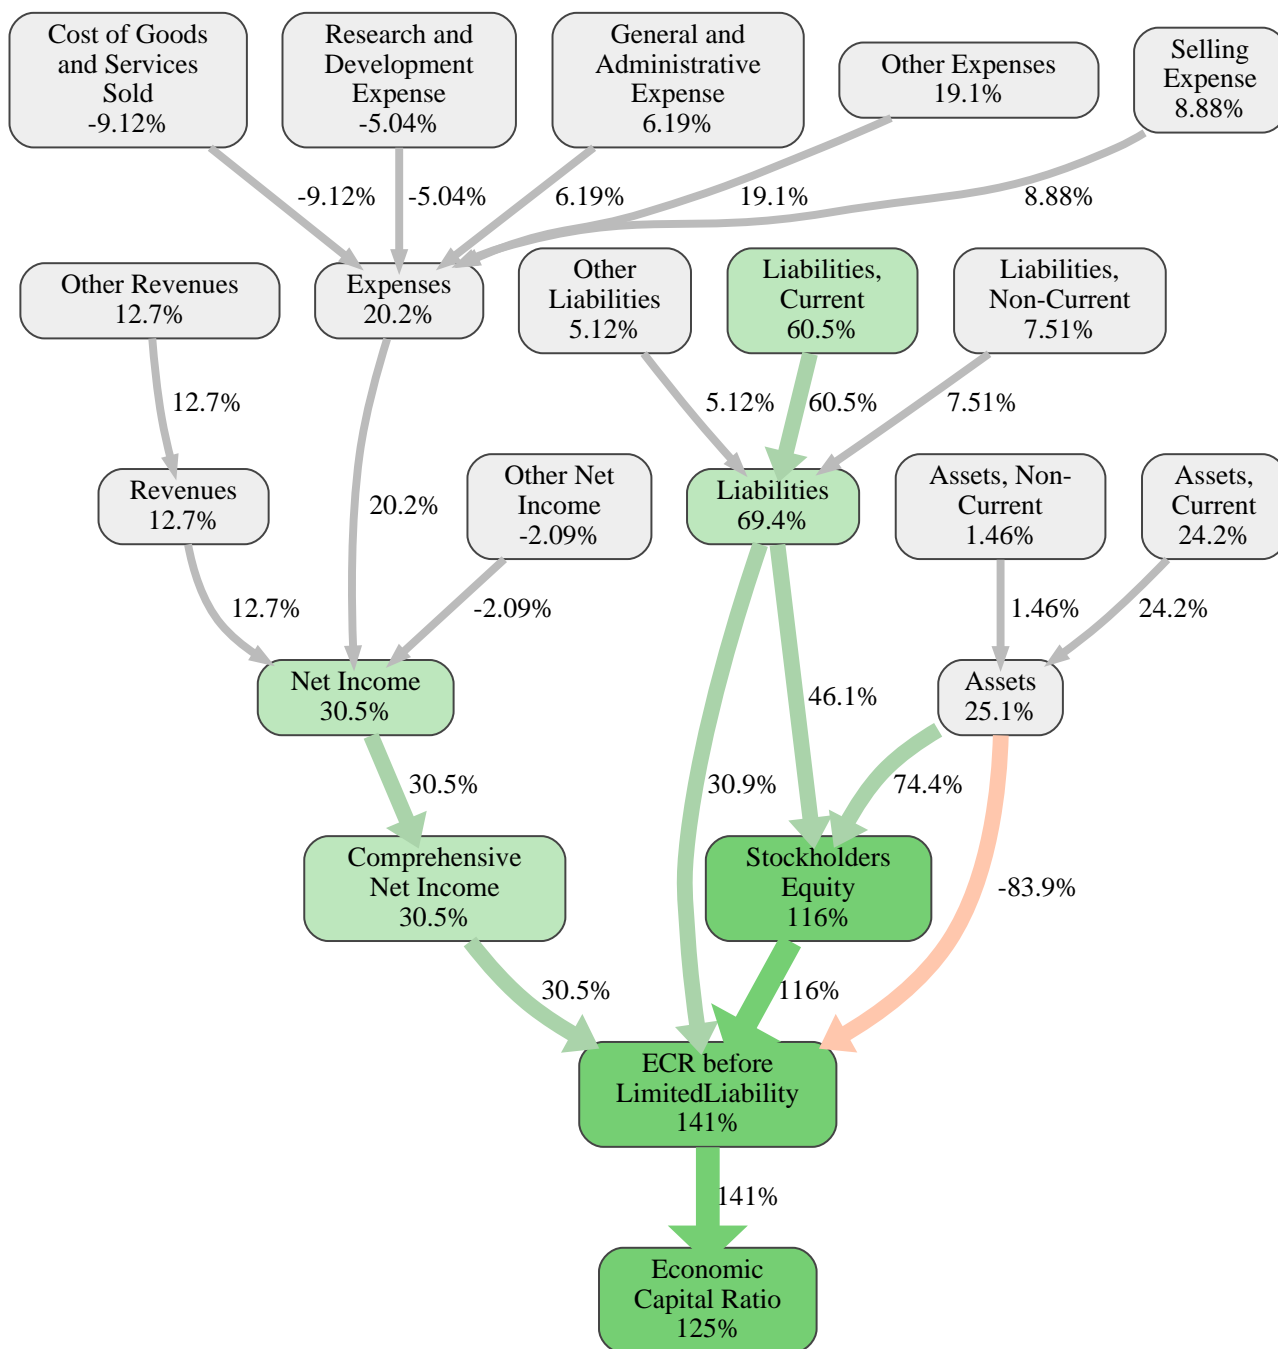 Cost of Goods
and Services
Sold
-9.12%
Research and
Development
Expense
-5.04%
General and
Administrative
Expense
6.19%
Other Expenses
19.1%
Selling
Expense
8.88%
-9.12%
-5.04%
6.19%
19.1%
8.88%
Other Revenues
12.7%
Expenses
20.2%
Other
Liabilities
5.12%
Liabilities,
Current
60.5%
Liabilities,
Non-Current
7.51%
12.7%
5.12%
60.5%
7.51%
Revenues
12.7%
20.2%
Other Net
Income
-2.09%
Liabilities
69.4%
Assets, Non-
Current
1.46%
Assets,
Current
24.2%
12.7%
-2.09%
1.46%
24.2%
Net Income
30.5%
46.1%
Assets
25.1%
30.5%
30.9%
74.4%
Comprehensive
Net Income
30.5%
Stockholders
Equity
116%
-83.9%
30.5%
116%
ECR before
LimitedLiability
141%
141%
Economic
Capital Ratio
125%